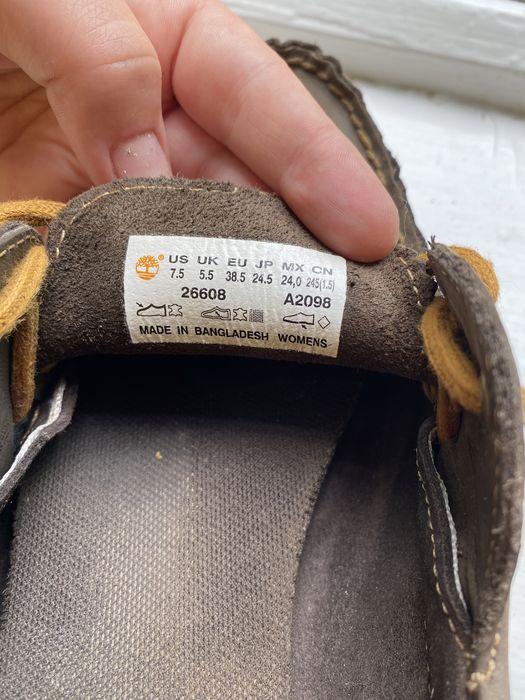 US UK EU JP MX CN
7.5 5.5 38.5 24.5 24,0 245(1.5)
26608 A2098
MADE IN BANGLADESH WOMENS